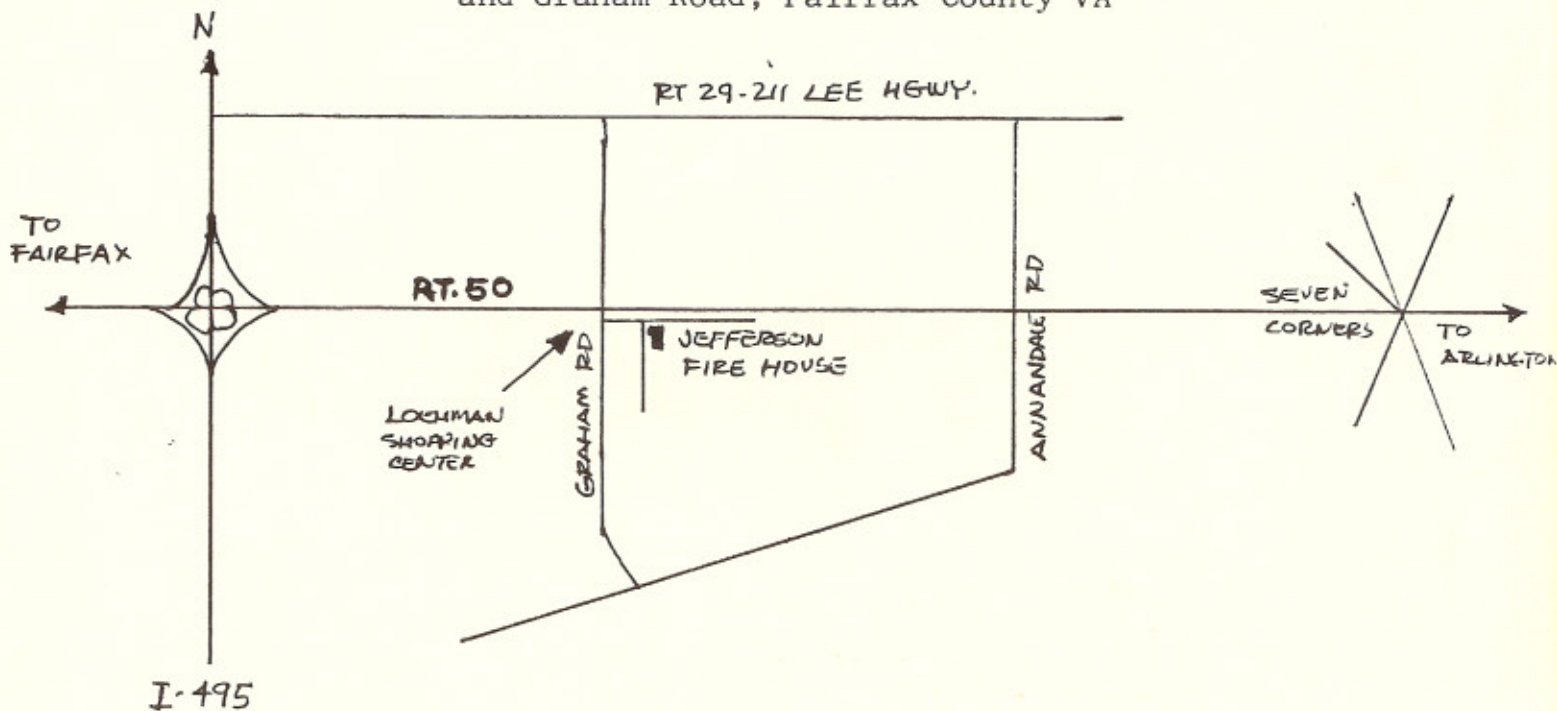 and Graham Road, Fairfax County VA
N
RT 29-211 LEE HGWY.
TO
FAIRFAX
RT. 50
SEVEN
CORNERS
TO
ARLINGTON
JEFFERSON
FIRE HOUSE
GRAHAM RD
ANNANDALE RD
LOEHMAN
SHOPPING
CENTER
I-495